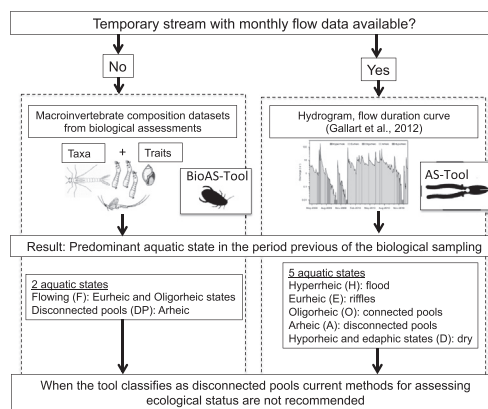 Temporary stream with monthly flow data available?
No
Yes
Macroinvertebrate composition datasets
from biological assessments
Taxa + Traits
BioAS-Tool
Hydrogram, flow duration curve
(Gallart et al., 2012)
AS-Tool
Result: Predominant aquatic state in the period previous of the biological sampling
2 aquatic states
Flowing (F): Eurheic and Oligorheic states
Disconnected pools (DP): Arheic
5 aquatic states
Hyperrheic (H): flood
Eurheic (E): riffles
Oligorheic (O): connected pools
Arheic (A): disconnected pools
Hyporheic and edaphic states (D): dry
When the tool classifies as disconnected pools current methods for assessing
ecological status are not recommended